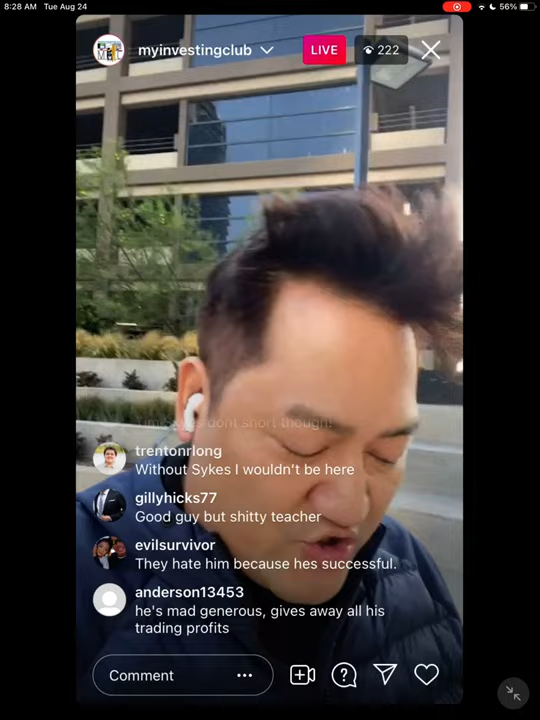 8:28 AM Tue Aug 24
56%
myinvestingclub
LIVE
222
dont short though!
trentonrlong
Without Sykes I wouldn't be here
gillyhicks77
Good guy but shitty teacher
evilsurvivor
They hate him because hes successful.
anderson13453
he's mad generous, gives away all his
trading profits
Comment